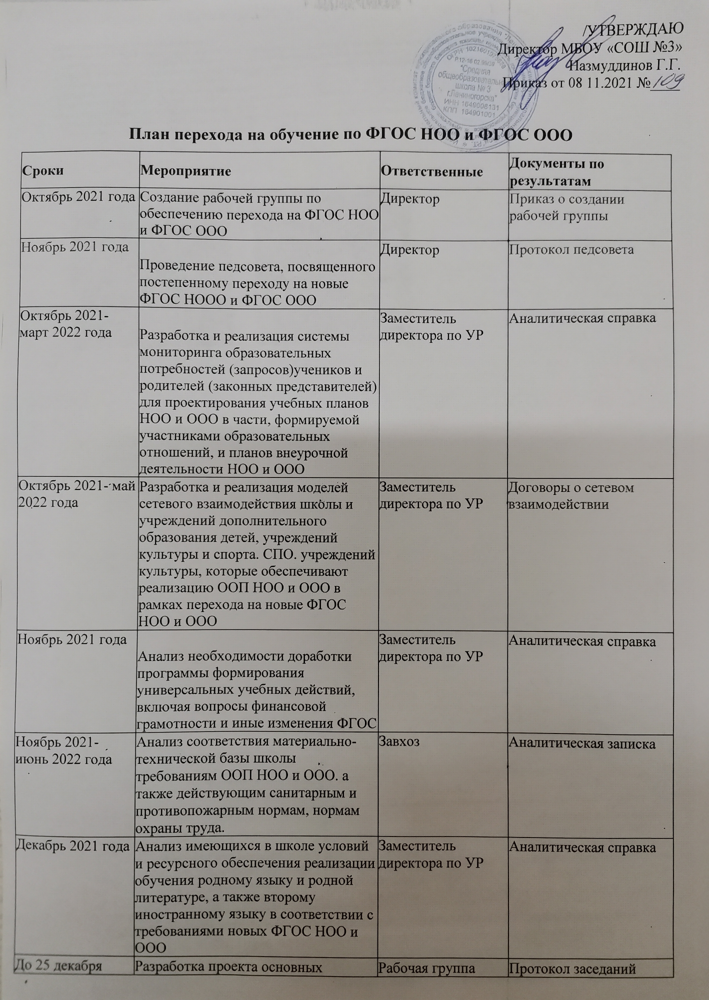 /УТВЕРЖДАЮ
Директор МБОУ «СОШ №3»
Назмуддинов Г.Г.
Приказ от 08 11.2021 № 109
ОГРН
"Средняя
общеобразовательная
школа № 3
г.Лениногорска"
ИНН 1649008131
КПП 164901001
План перехода на обучение по ФГОС НОО и ФГОС ООО
Сроки
Мероприятие
Ответственные
Документы по
результатам
Октябрь 2021 года
Создание рабочей группы по
обеспечению перехода на ФГОС НОО
и ФГОС ООО
Директор
Приказ о создании
рабочей группы
Ноябрь 2021 года
Проведение педсовета, посвященного
постепенному переходу на новые
ФГОС НООО и ФГОС ООО
Директор
Протокол педсовета
Октябрь 2021-
март 2022 года
Разработка и реализация системы
мониторинга образовательных
потребностей (запросов)учеников и
родителей (законных представителей)
для проектирования учебных планов
НОО и ООО в части, формируемой
участниками образовательных
отношений, и планов внеурочной
деятельности НОО и ООО
Заместитель
директора по УР
Аналитическая справка
Октябрь 2021- май
2022 года
Разработка и реализация моделей
сетевого взаимодействия школы и
учреждений дополнительного
образования детей, учреждений
культуры и спорта. СПО. учреждений
культуры, которые обеспечивают
реализацию ООП НОО и ООО в
рамках перехода на новые ФГОС
НОО и ООО
Заместитель
директора по УР
Договоры о сетевом
взаимодействии
Ноябрь 2021 года
Анализ необходимости доработки
программы формирования
универсальных учебных действий,
включая вопросы финансовой
грамотности и иные изменения ФГОС
Заместитель
директора по УР
Аналитическая справка
Ноябрь 2021-
июнь 2022 года
Анализ соответствия материально-
технической базы школы
требованиям ООП НОО и ООО. а
также действующим санитарным и
противопожарным нормам, нормам
охраны труда.
Завхоз
Аналитическая записка
Декабрь 2021 года
Анализ имеющихся в школе условий
и ресурсного обеспечения реализации
обучения родному языку и родной
литературе, а также второму
иностранному языку в соответствии с
требованиями новых ФГОС НОО и
ООО
Заместитель
директора по УР
Аналитическая справка
До 25 декабря
Разработка проекта основных
Рабочая группа
Протокол заседаний